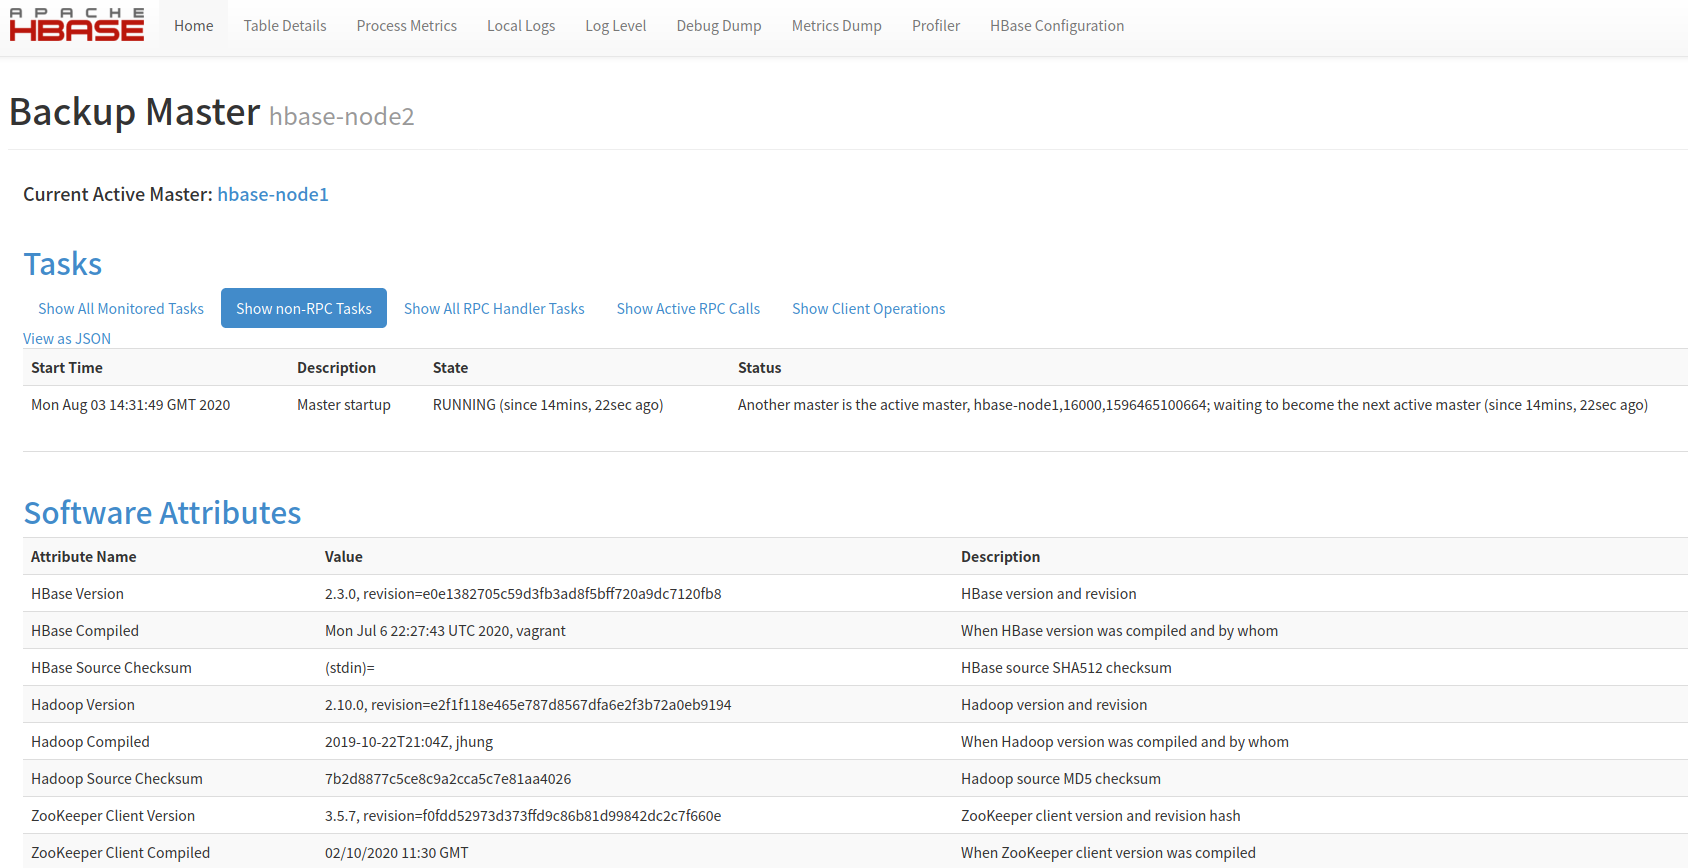 APACHE
HBASE
Home Table Details Process Metrics Local Logs Log Level Debug Dump Metrics Dump Profiler HBase Configuration
Backup Master hbase-node2
Current Active Master: hbase-node1
Tasks
Show All Monitored Tasks Show non-RPC Tasks Show All RPC Handler Tasks Show Active RPC Calls Show Client Operations
View as JSON
Start Time Description State Status
Mon Aug 03 14:31:49 GMT 2020 Master startup RUNNING (since 14mins, 22sec ago) Another master is the active master, hbase-node1,16000,1596465100664; waiting to become the next active master (since 14mins, 22sec ago)
Software Attributes
Attribute Name Value Description
HBase Version 2.3.0, revision=e0e1382705c59d3fb3ad8f5bff720a9dc7120fb8 HBase version and revision
HBase Compiled Mon Jul 6 22:27:43 UTC 2020, vagrant When HBase version was compiled and by whom
HBase Source Checksum (stdin)= HBase source SHA512 checksum
Hadoop Version 2.10.0, revision=e2f1f118e465e787d8567dfa6e2f3b72a0eb9194 Hadoop version and revision
Hadoop Compiled 2019-10-22T21:04Z, jhung When Hadoop version was compiled and by whom
Hadoop Source Checksum 7b2d8877c5ce8c9a2cca5c7e81aa4026 Hadoop source MD5 checksum
ZooKeeper Client Version 3.5.7, revision=f0fdd52973d373ffd9c86b81d99842dc2c7f660e ZooKeeper client version and revision hash
ZooKeeper Client Compiled 02/10/2020 11:30 GMT When ZooKeeper client version was compiled